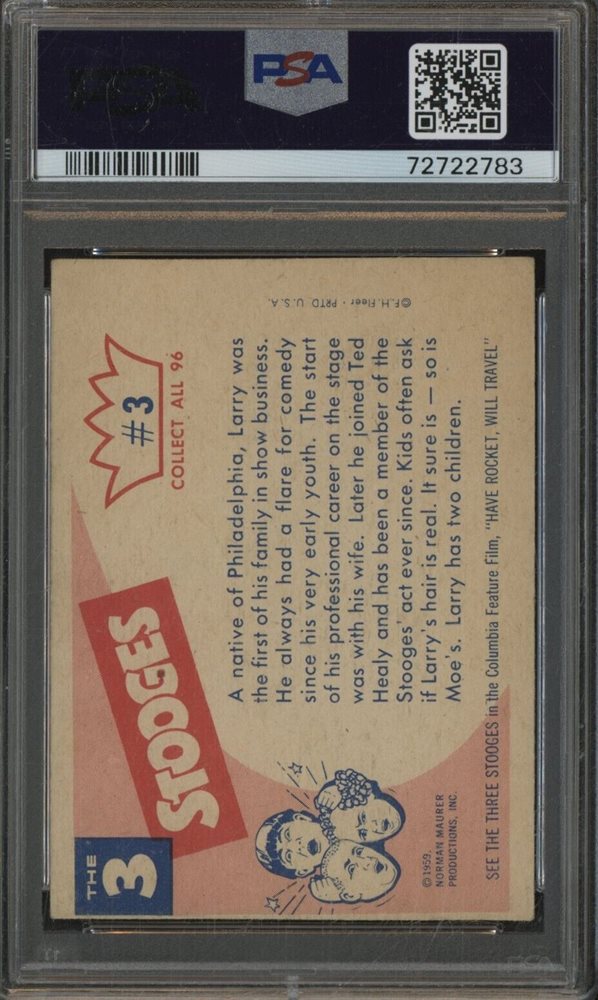 PSA
72722783
THE
3
STOOGES
#3
COLLECT ALL 96
A native of Philadelphia, Larry was
the first of his family in show business.
He always had a flare for comedy
since his very early youth. The start
of his professional career on the stage
was with his wife. Later he joined Ted
Healy and has been a member of the
Stooges' act ever since. Kids often ask
if Larry's hair is real. It sure is — so is
Moe's. Larry has two children.
©F.H. Fleer • PRTD U.S.A.
©1959.
NORMAN MAURER
PRODUCTIONS, INC.
SEE THE THREE STOOGES in the Columbia Feature Film, "HAVE ROCKET, WILL TRAVEL"
PSA